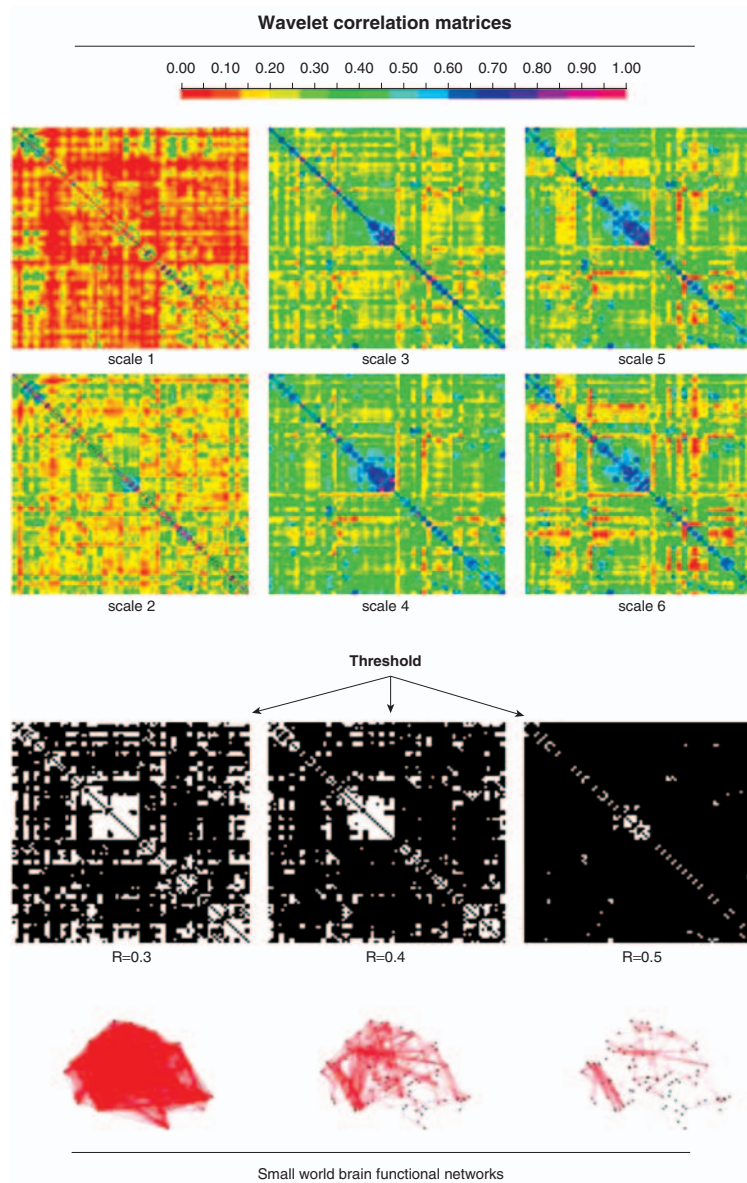 Wavelet correlation matrices
0.00 0.10 0.20 0.30 0.40 0.50 0.60 0.70 0.80 0.90 1.00
scale 1
scale 3
scale 5
scale 2
scale 4
scale 6
Threshold
R=0.3
R=0.4
R=0.5
Small world brain functional networks